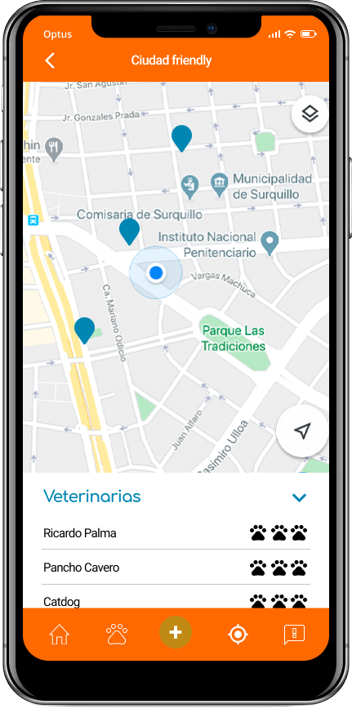 Optus
Ciudad friendly
Jr. San Agustín
Jr. Gonzales Prada
hin
ente
Municipalidad
de Surquillo
Comisaria de Surquillo
Instituto Nacional
Penitenciario
Vargas Machuca
Ca. Mariano Odicio
Parque Las
Tradiciones
Juan Alfaro
Casimiro Ulloa
Veterinarias
Ricardo Palma
Pancho Cavero
Catdog